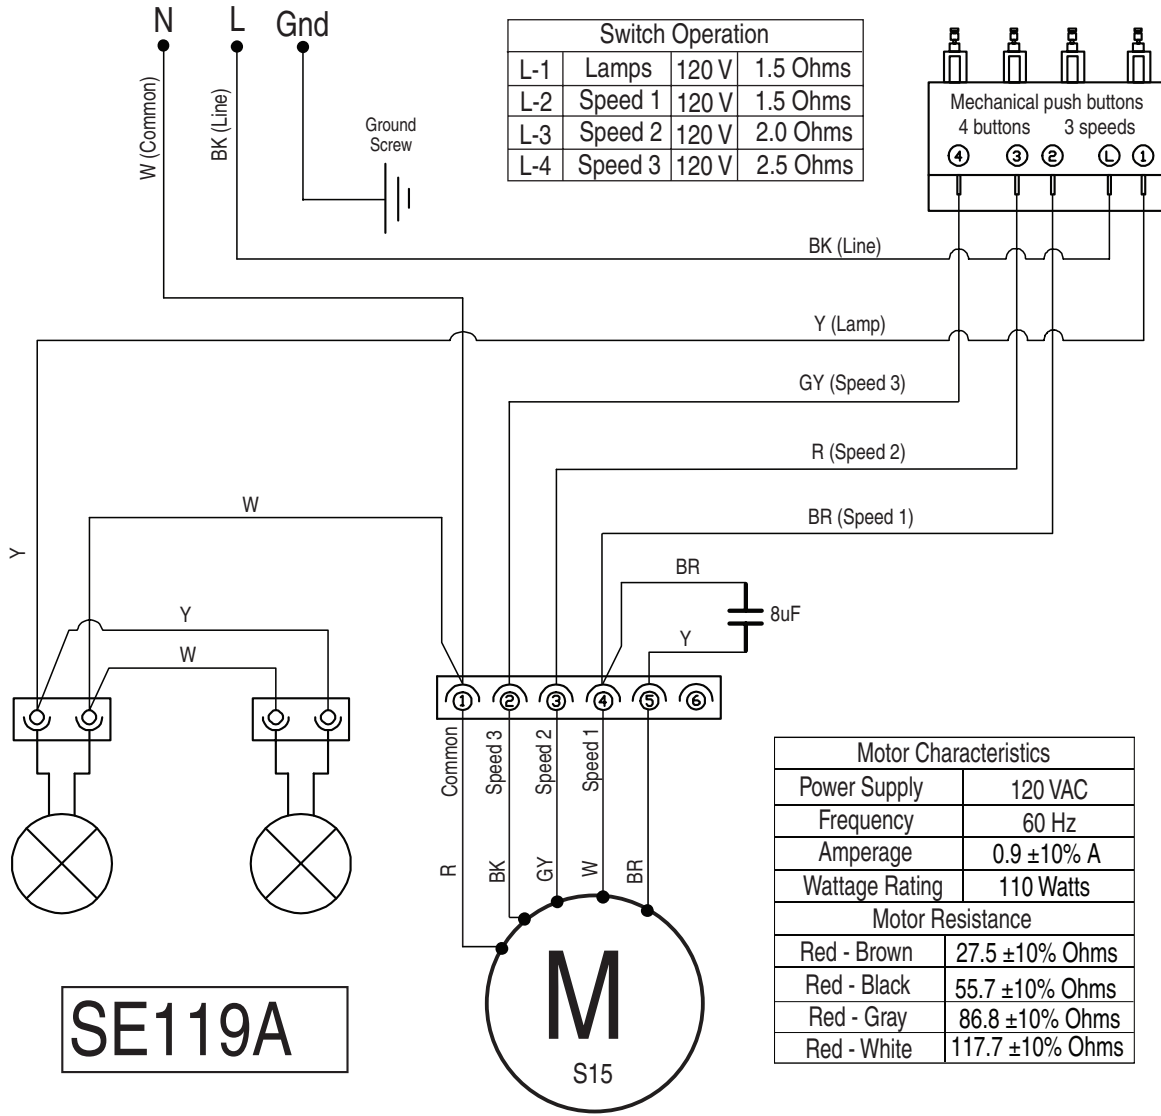 N L Gnd
W (Common)
BK (Line)
Ground
Screw
Switch Operation
L-1 Lamps 120 V 1.5 Ohms
L-2 Speed 1 120 V 1.5 Ohms
L-3 Speed 2 120 V 2.0 Ohms
L-4 Speed 3 120 V 2.5 Ohms
Mechanical push buttons
4 buttons 3 speeds
4 3 2 L 1
BK (Line)
Y (Lamp)
GY (Speed 3)
R (Speed 2)
BR (Speed 1)
W
Y
Y
W
BR
8uF
Y
1 2 3 4 5 6
Common
Speed 3
Speed 2
Speed 1
R
BK
GY
W
BR
M
S15
SE119A
Motor Characteristics
Power Supply 120 VAC
Frequency 60 Hz
Amperage 0.9 ±10% A
Wattage Rating 110 Watts
Motor Resistance
Red - Brown 27.5 ±10% Ohms
Red - Black 55.7 ±10% Ohms
Red - Gray 86.8 ±10% Ohms
Red - White 117.7 ±10% Ohms